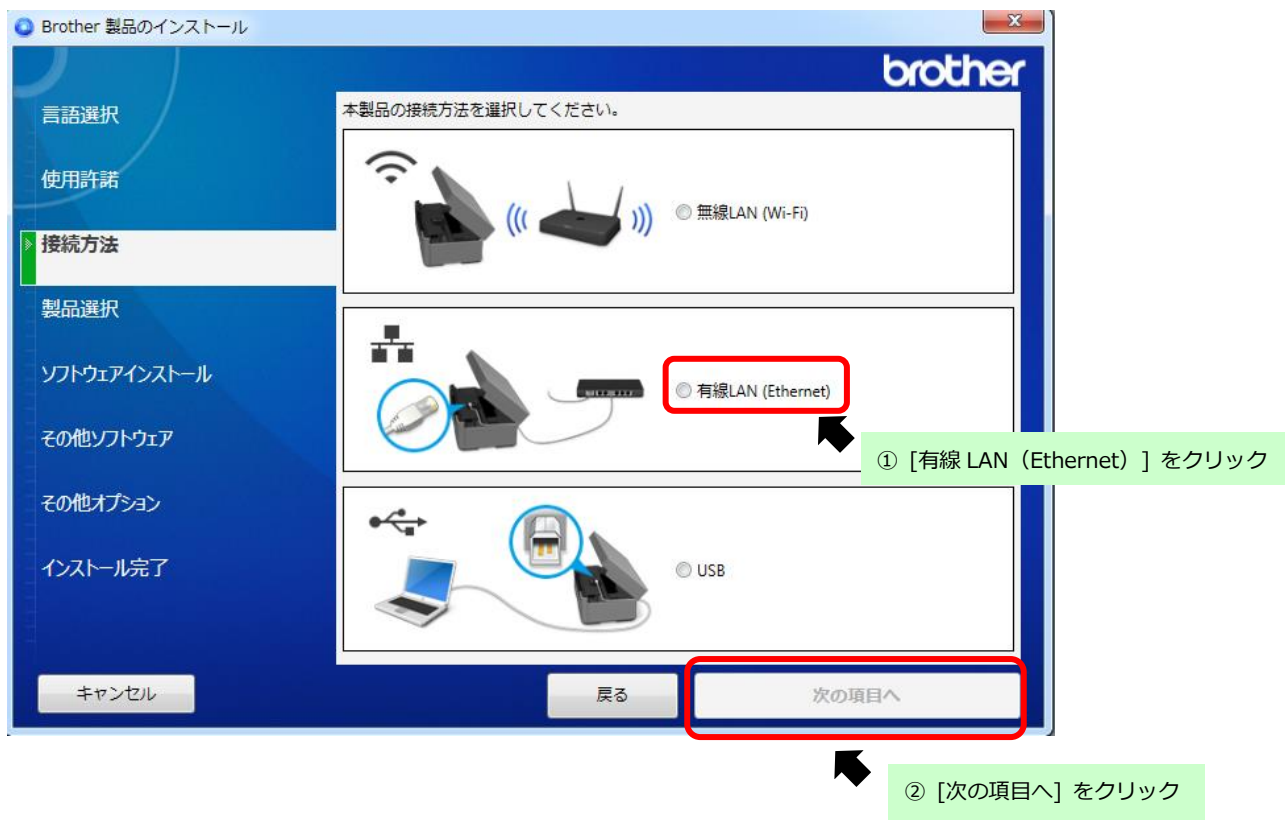 Brother 製品のインストール
brother
言語選択
使用許諾
接続方法
製品選択
ソフトウェアインストール
その他ソフトウェア
その他オプション
インストール完了
本製品の接続方法を選択してください。
無線LAN (Wi-Fi)
有線LAN (Ethernet)
① [有線 LAN（Ethernet）] をクリック
USB
キャンセル
戻る
次の項目へ
② [次の項目へ] をクリック